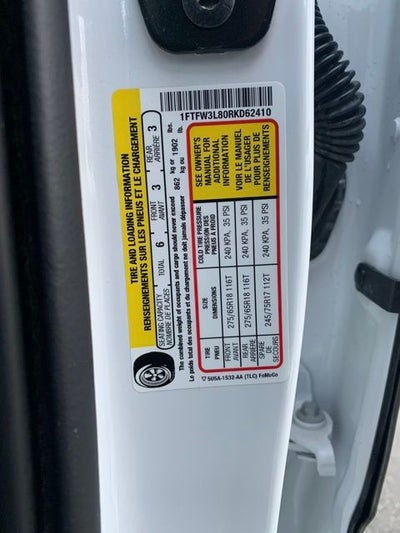 1FTFW3L80RKD62410
TIRE AND LOADING INFORMATION
RENSEIGNEMENTS SUR LES PNEUS ET LE CHARGEMENT
SEATING CAPACITY TOTAL 6 FRONT 3 REAR 3
NOMBRE DE PLACES AVANT ARRIÈRE
The combined weight of occupants and cargo should never exceed 862 kg or 1902 lbs.
Le poids total des occupants et du chargement ne doit jamais dépasser kg ou lb.
TIRE SIZE COLD TIRE PRESSURE SEE OWNER'S
PNEU DIMENSIONS PRESSION DES MANUAL FOR
PNEUS À FROID ADDITIONAL
INFORMATION
FRONT 275/65R18 116T 240 KPA, 35 PSI
AVANT
REAR 275/65R18 116T 240 KPA, 35 PSI
ARRIÈRE
SPARE 245/75R17 112T 240 KPA, 35 PSI
DE
SECOURS
VOIR LE MANUEL
DE L'USAGER
POUR PLUS DE
RENSEIGNEMENTS
5U5A-1532-AA (TLC) FoMoCo